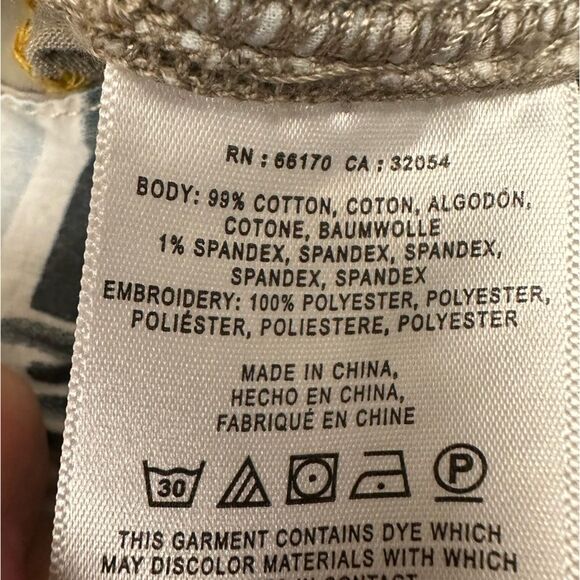 RN : 66170 CA : 32054
BODY: 99% COTTON, COTON, ALGODÓN,
COTONE, BAUMWOLLE
1% SPANDEX, SPANDEX, SPANDEX,
SPANDEX, SPANDEX
EMBROIDERY: 100% POLYESTER, POLYESTER,
POLIÉSTER, POLIESTERE, POLYESTER
MADE IN CHINA,
HECHO EN CHINA,
FABRIQUÉ EN CHINE
30 P
THIS GARMENT CONTAINS DYE WHICH
MAY DISCOLOR MATERIALS WITH WHICH